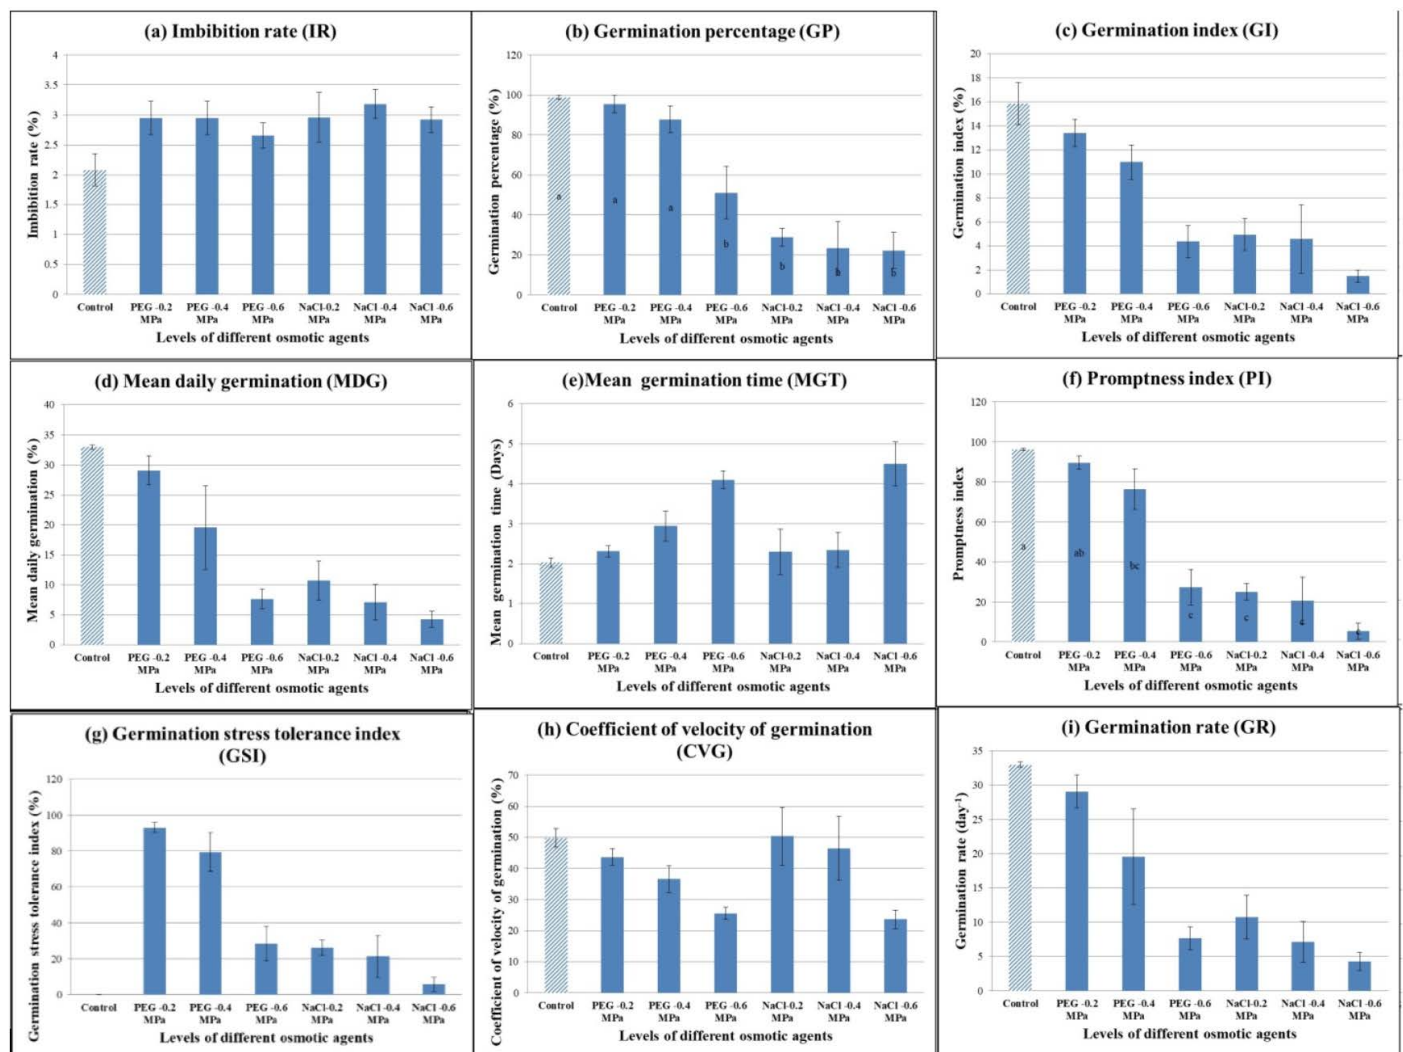 (a) Imbibition rate (IR)
Imbibition rate (%)
4
3.5
3
2.5
2
1.5
1
0.5
0
Control PEG -0.2 PEG -0.4 PEG -0.6 NaCl-0.2 NaCl -0.4 NaCl -0.6
MPa MPa MPa MPa MPa MPa
Levels of different osmotic agents
(b) Germination percentage (GP)
Germination percentage (%)
120
100
80
60
40
20
0
a a a b b b b
Control PEG -0.2 PEG -0.4 PEG -0.6 NaCl-0.2 NaCl -0.4 NaCl -0.6
MPa MPa MPa MPa MPa MPa
Levels of different osmotic agents
(c) Germination index (GI)
Germination index (%)
20
18
16
14
12
10
8
6
4
2
0
Control PEG -0.2 PEG -0.4 PEG -0.6 NaCl-0.2 NaCl -0.4 NaCl -0.6
MPa MPa MPa MPa MPa MPa
Levels of different osmotic agents
(d) Mean daily germination (MDG)
Mean daily germination (%)
40
35
30
25
20
15
10
5
0
Control PEG -0.2 PEG -0.4 PEG -0.6 NaCl-0.2 NaCl -0.4 NaCl -0.6
MPa MPa MPa MPa MPa MPa
Levels of different osmotic agents
(e)Mean germination time (MGT)
Mean germination time (Days)
6
5
4
3
2
1
0
Control PEG -0.2 PEG -0.4 PEG -0.6 NaCl-0.2 NaCl -0.4 NaCl -0.6
MPa MPa MPa MPa MPa MPa
Levels of different osmotic agents
(f) Promptness index (PI)
Promptness index
120
100
80
60
40
20
0
a ab bc c c c c
Control PEG -0.2 PEG -0.4 PEG -0.6 NaCl-0.2 NaCl -0.4 NaCl -0.6
MPa MPa MPa MPa MPa MPa
Levels of different osmotic agents
(g) Germination stress tolerance index
(GSI)
Germination stress tolerance index (%)
120
100
80
60
40
20
0
Control PEG -0.2 PEG -0.4 PEG -0.6 NaCl-0.2 NaCl -0.4 NaCl -0.6
MPa MPa MPa MPa MPa MPa
Levels of different osmotic agents
(h) Coefficient of velocity of germination
(CVG)
Coefficient of velocity of germination (%)
70
60
50
40
30
20
10
0
Control PEG -0.2 PEG -0.4 PEG -0.6 NaCl-0.2 NaCl -0.4 NaCl -0.6
MPa MPa MPa MPa MPa MPa
Levels of different osmotic agents
(i) Germination rate (GR)
Germination rate (day⁻¹)
35
30
25
20
15
10
5
0
Control PEG -0.2 PEG -0.4 PEG -0.6 NaCl-0.2 NaCl -0.4 NaCl -0.6
MPa MPa MPa MPa MPa MPa
Levels of different osmotic agents